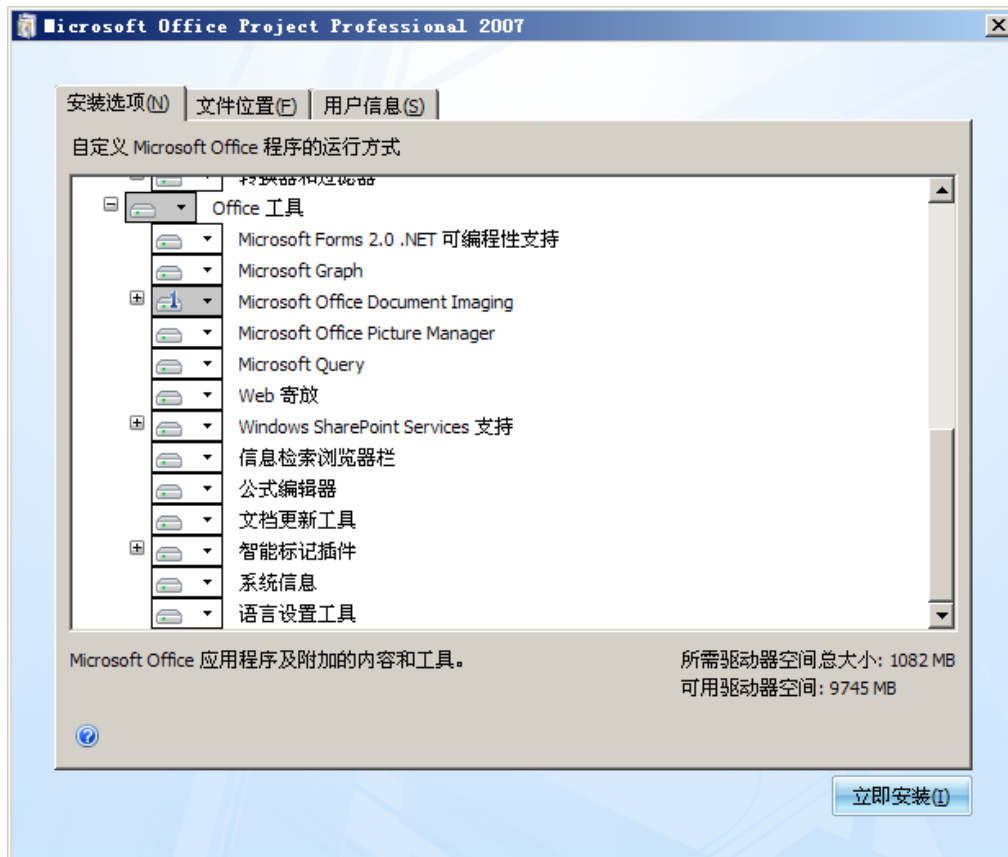 Microsoft Office Project Professional 2007
安装选项(N) 文件位置(F) 用户信息(S)
自定义 Microsoft Office 程序的运行方式
转换器和过滤器
Office 工具
Microsoft Forms 2.0 .NET 可编程性支持
Microsoft Graph
Microsoft Office Document Imaging
Microsoft Office Picture Manager
Microsoft Query
Web 寄放
Windows SharePoint Services 支持
信息检索浏览器栏
公式编辑器
文档更新工具
智能标记插件
系统信息
语言设置工具
Microsoft Office 应用程序及附加的内容和工具。
所需驱动器空间总大小: 1082 MB
可用驱动器空间: 9745 MB
立即安装(I)